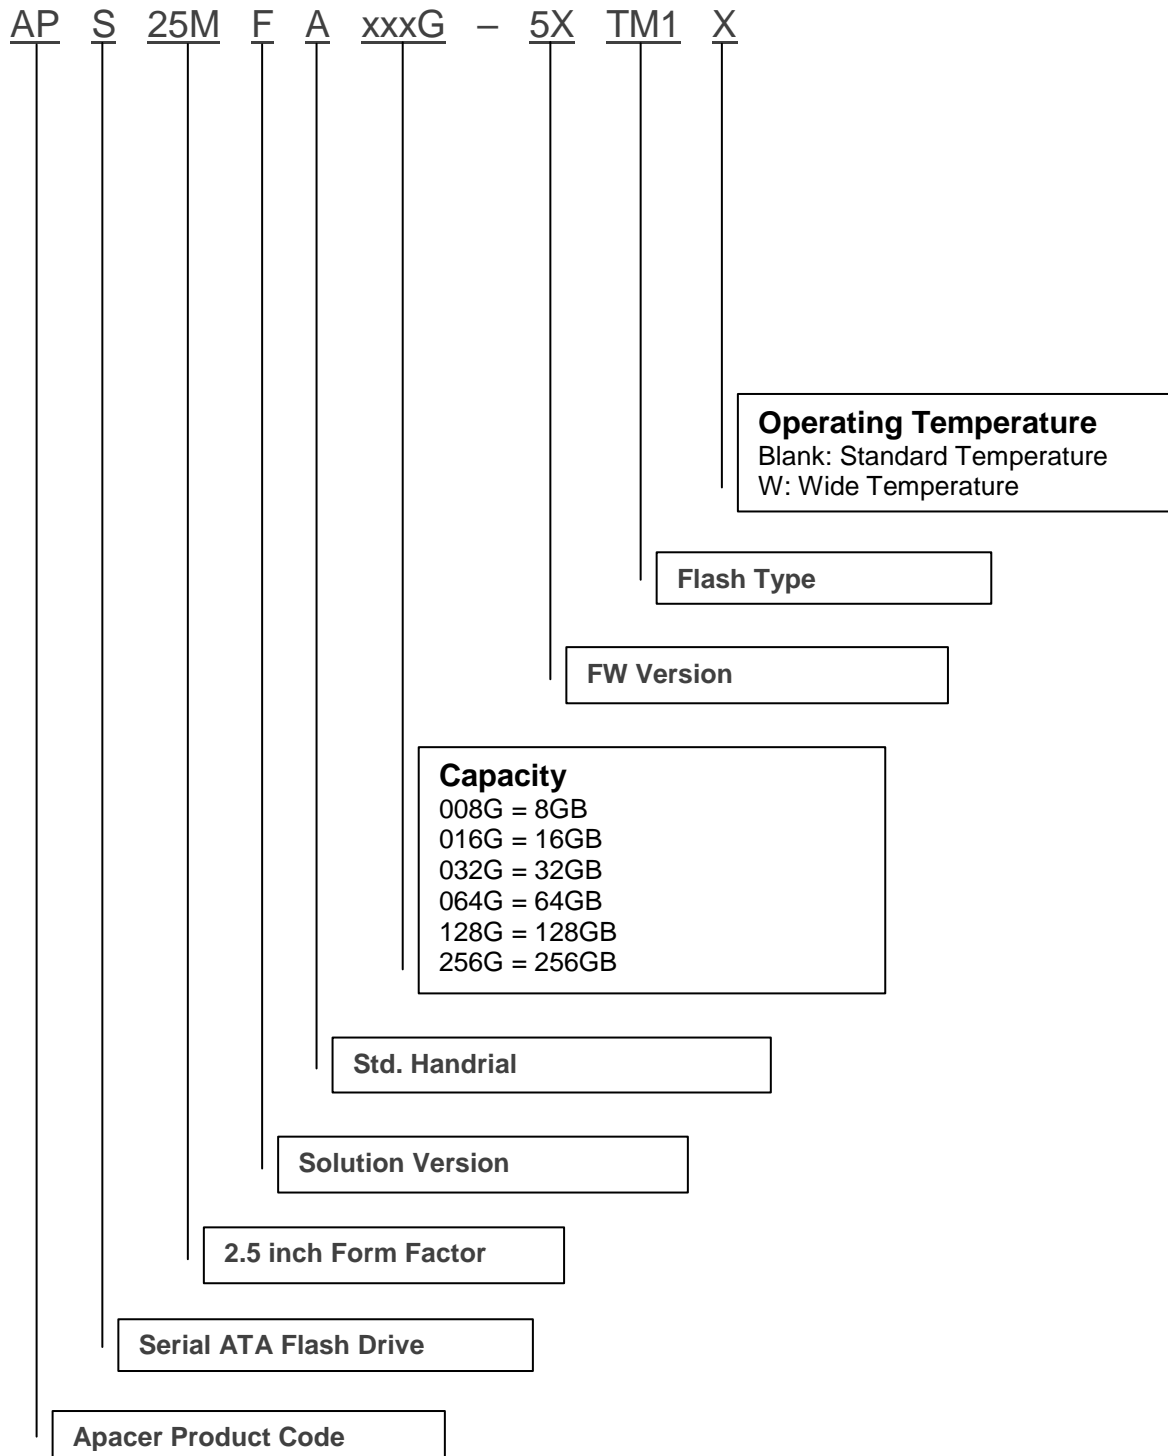 AP S 25M F A xxxG – 5X TM1 X
Operating Temperature
Blank: Standard Temperature
W: Wide Temperature
Flash Type
FW Version
Capacity
008G = 8GB
016G = 16GB
032G = 32GB
064G = 64GB
128G = 128GB
256G = 256GB
Std. Handrial
Solution Version
2.5 inch Form Factor
Serial ATA Flash Drive
Apacer Product Code